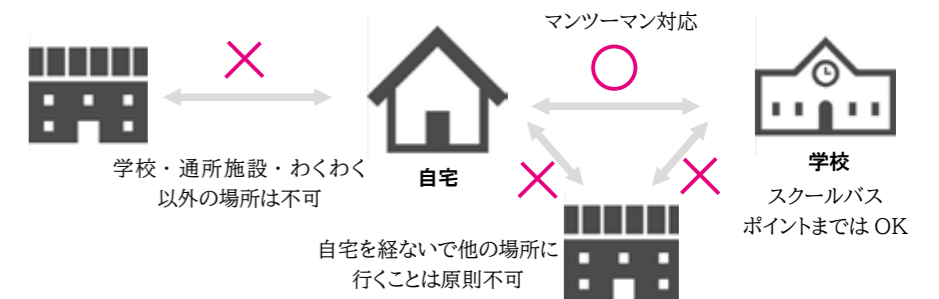 マンツーマン対応
学校・通所施設・わくわく
以外の場所は不可
自宅
学校
スクールバス
ポイントまでは OK
自宅を経ないで他の場所に
行くことは原則不可